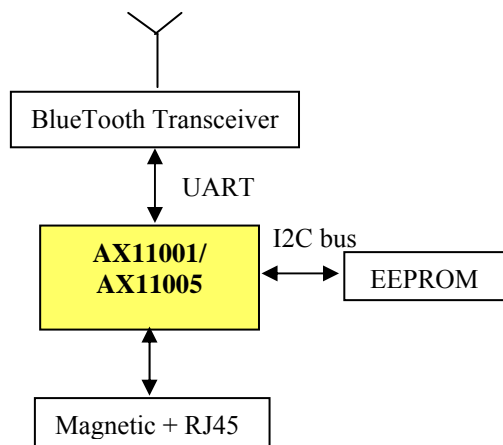 BlueTooth Transceiver
UART
I2C bus
AX11001/
AX11005
EEPROM
Magnetic + RJ45